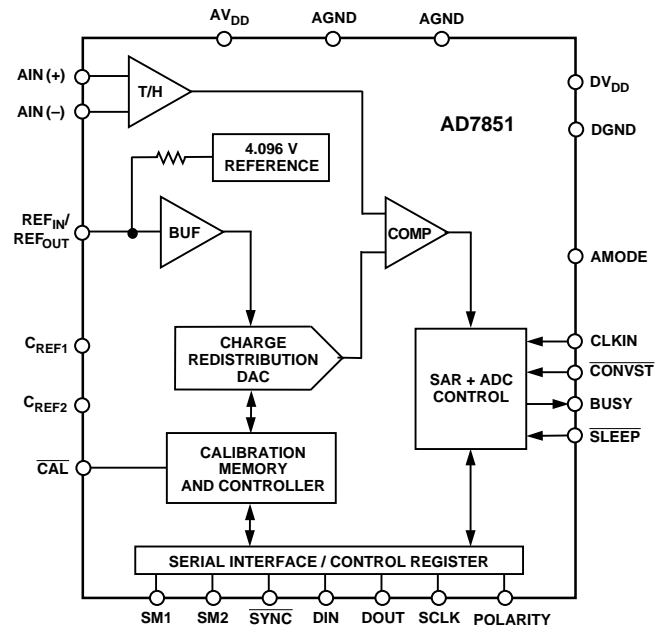 AVDD
AGND
AGND
AIN (+)
AIN (–)
T/H
DVDD
AD7851
DGND
4.096 V
REFERENCE
REFIN/
REFOUT
BUF
COMP
AMODE
CREF1
CHARGE
REDISTRIBUTION
DAC
SAR + ADC
CONTROL
CLKIN
CONVST
BUSY
SLEEP
CREF2
CAL
CALIBRATION
MEMORY
AND CONTROLLER
SERIAL INTERFACE / CONTROL REGISTER
SM1 SM2 SYNC DIN DOUT SCLK POLARITY